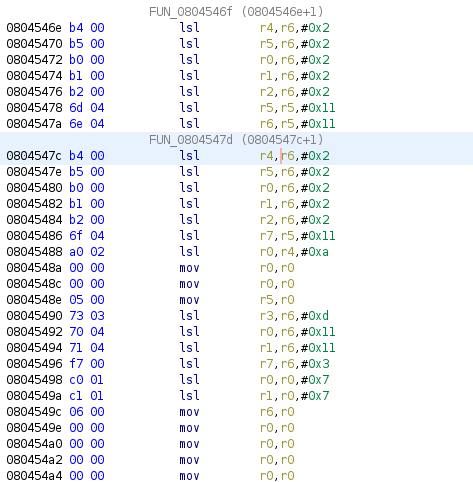 FUN_0804546f (0804546e+1)
0804546e b4 00 lsl r4,r6,#0x2
08045470 b5 00 lsl r5,r6,#0x2
08045472 b0 00 lsl r0,r6,#0x2
08045474 b1 00 lsl r1,r6,#0x2
08045476 b2 00 lsl r2,r6,#0x2
08045478 6d 04 lsl r5,r5,#0x11
0804547a 6e 04 lsl r6,r5,#0x11
FUN_0804547d (0804547c+1)
0804547c b4 00 lsl r4,r6,#0x2
0804547e b5 00 lsl r5,r6,#0x2
08045480 b0 00 lsl r0,r6,#0x2
08045482 b1 00 lsl r1,r6,#0x2
08045484 b2 00 lsl r2,r6,#0x2
08045486 6f 04 lsl r7,r5,#0x11
08045488 a0 02 lsl r0,r4,#0xa
0804548a 00 00 mov r0,r0
0804548c 00 00 mov r0,r0
0804548e 05 00 mov r5,r0
08045490 73 03 lsl r3,r6,#0xd
08045492 70 04 lsl r0,r6,#0x11
08045494 71 04 lsl r1,r6,#0x11
08045496 f7 00 lsl r7,r6,#0x3
08045498 c0 01 lsl r0,r0,#0x7
0804549a c1 01 lsl r1,r0,#0x7
0804549c 06 00 mov r6,r0
0804549e 00 00 mov r0,r0
080454a0 00 00 mov r0,r0
080454a2 00 00 mov r0,r0
080454a4 00 00 mov r0,r0